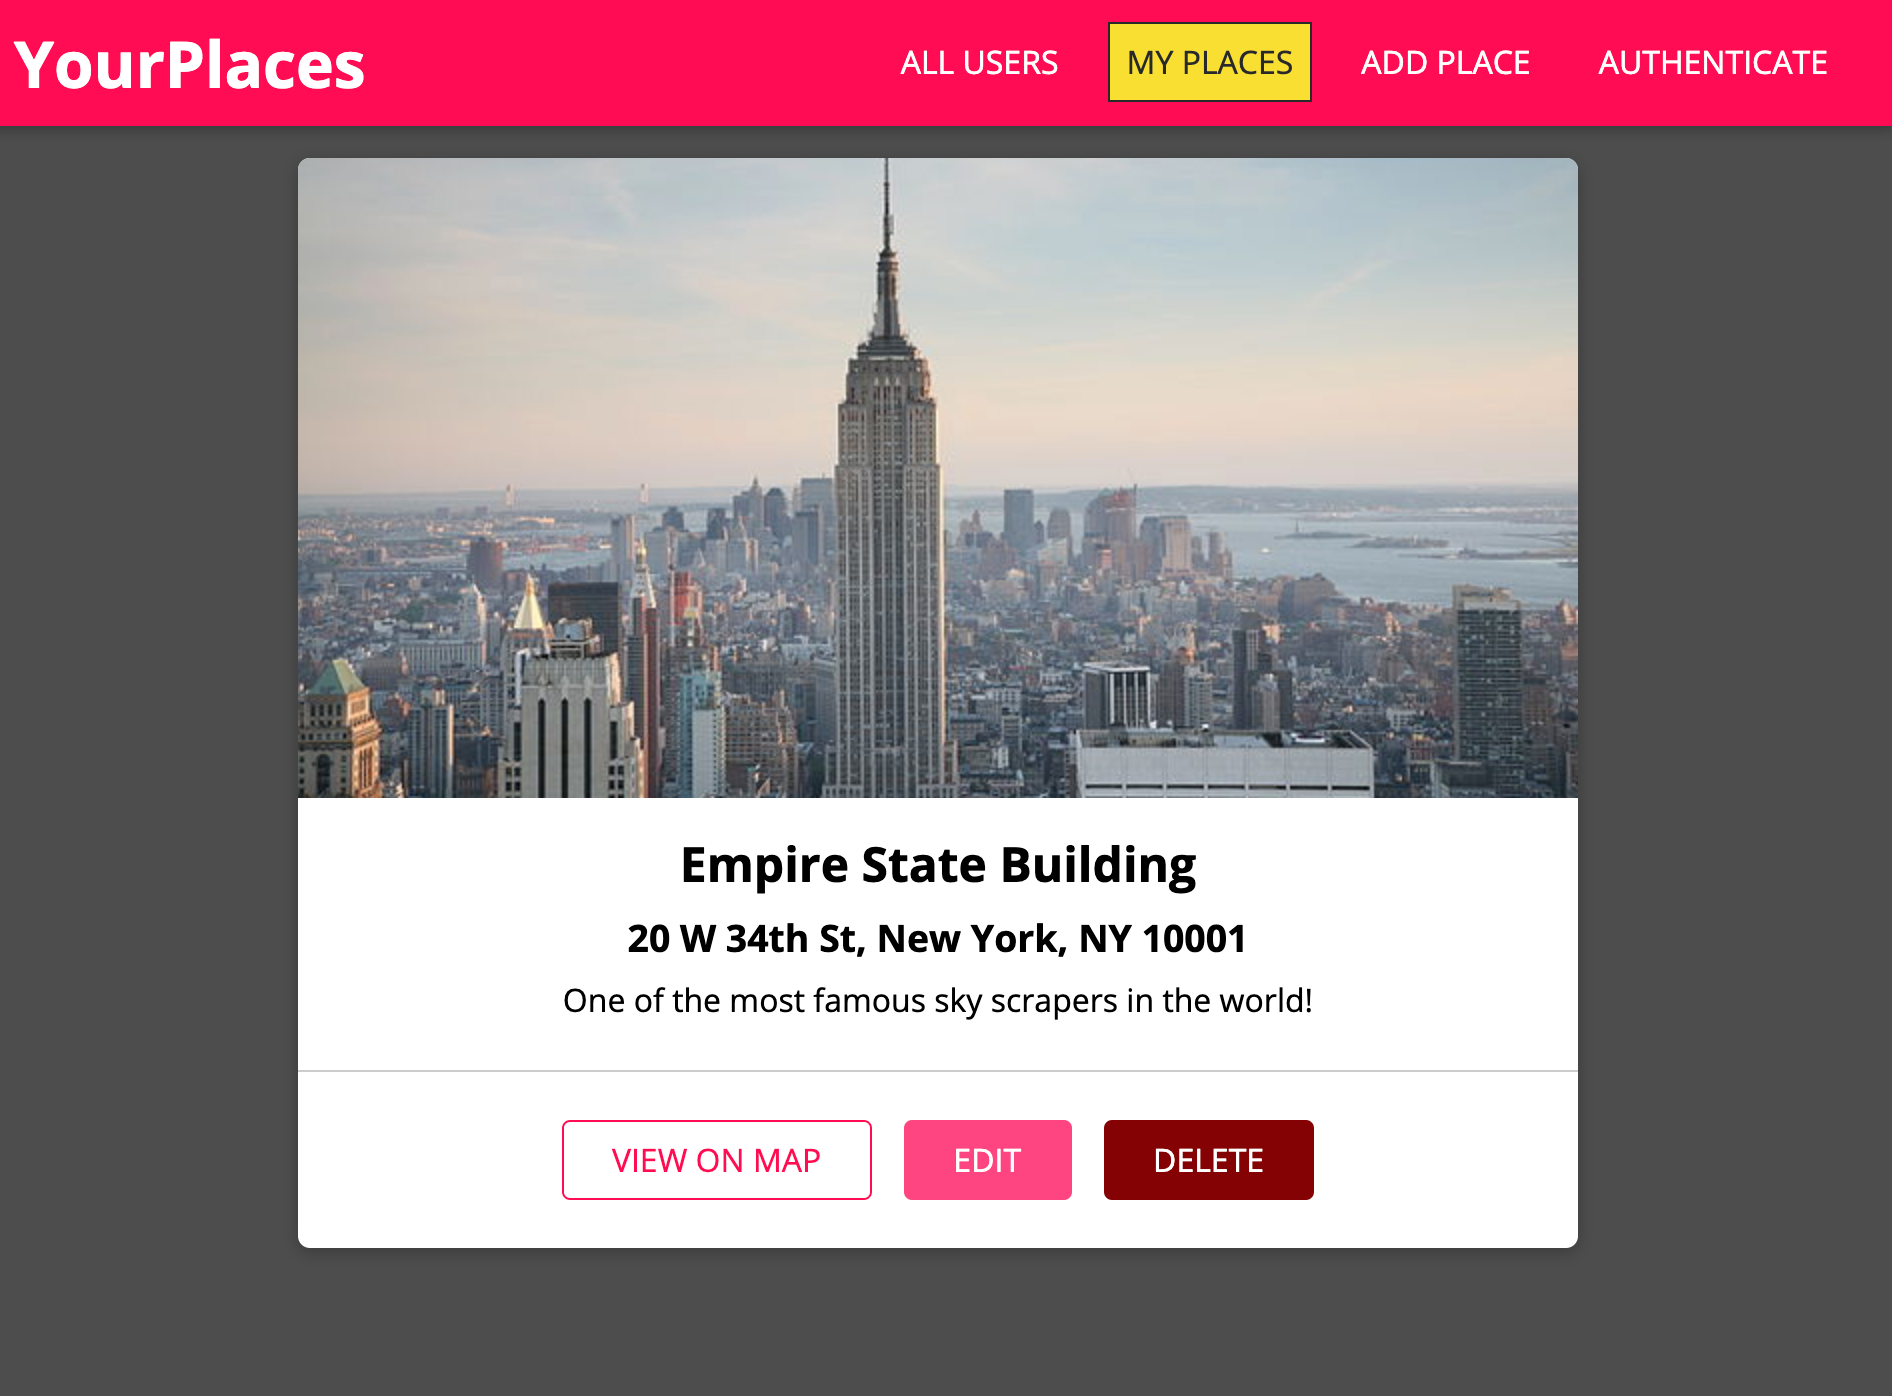 YourPlaces
ALL USERS
MY PLACES
ADD PLACE
AUTHENTICATE
Empire State Building
20 W 34th St, New York, NY 10001
One of the most famous sky scrapers in the world!
VIEW ON MAP
EDIT
DELETE